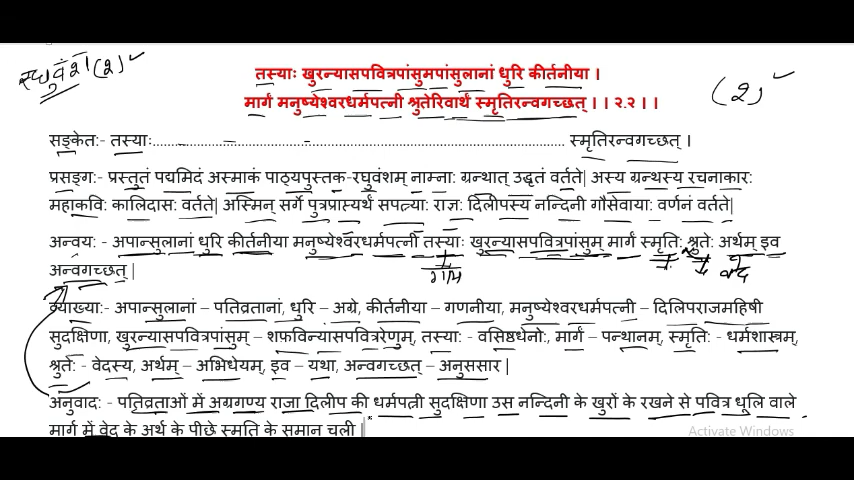 रघुवंश (2)
तस्याः खुरन्यासपवित्रपांसुमपांसुलानां धुरि कीर्तनीया ।
मार्गं मनुष्येश्वरधर्मपत्नी श्रुतेरिवार्थं स्मृतिरन्वगच्छत् । । २.२ । ।
(2)
सङ्केत:- तस्याः........................................................................................................ स्मृतिरन्वगच्छत् ।
प्रसङ्ग:- प्रस्तुतं पद्यमिदं अस्माकं पाठ्यपुस्तक-रघुवंशम् नाम्ना: ग्रन्थात् उद्धृतं वर्तते| अस्य ग्रन्थस्य रचनाकार:
महाकवि: कालिदास: वर्तते| अस्मिन् सर्गे पुत्रप्राप्त्यर्थं सपत्न्या: राज्ञ: दिलीपस्य नन्दिनी गौसेवाया: वर्णनं वर्तते|
अन्वय: - अपान्सुलानां धुरि कीर्तनीया मनुष्येश्वरधर्मपत्नी तस्याः खुरन्यासपवित्रपांसुम् मार्गं स्मृति: श्रुते: अर्थम् इव
अन्वगच्छत् |
गाय
वेद
व्याख्या:- अपान्सुलानां – पतिव्रतानां, धुरि – अग्रे, कीर्तनीया – गणनीया, मनुष्येश्वरधर्मपत्नी – दिलिपराजमहिषी
सुदक्षिणा, खुरन्यासपवित्रपांसुम् – शफविन्यासपवित्ररेणुम्, तस्या: - वसिष्ठधेनो:, मार्गं – पन्थानम्, स्मृति: - धर्मशास्त्रम्,
श्रुते: - वेदस्य, अर्थम् – अभिधेयम्, इव – यथा, अन्वगच्छत् – अनुससार |
अनुवाद: - पतिव्रताओं में अग्रगण्य राजा दिलीप की धर्मपत्नी सुदक्षिणा उस नन्दिनी के खुरों के रखने से पवित्र धूलि वाले
मार्ग में वेद के अर्थ के पीछे स्मृति के समान चली |
Activate Windows